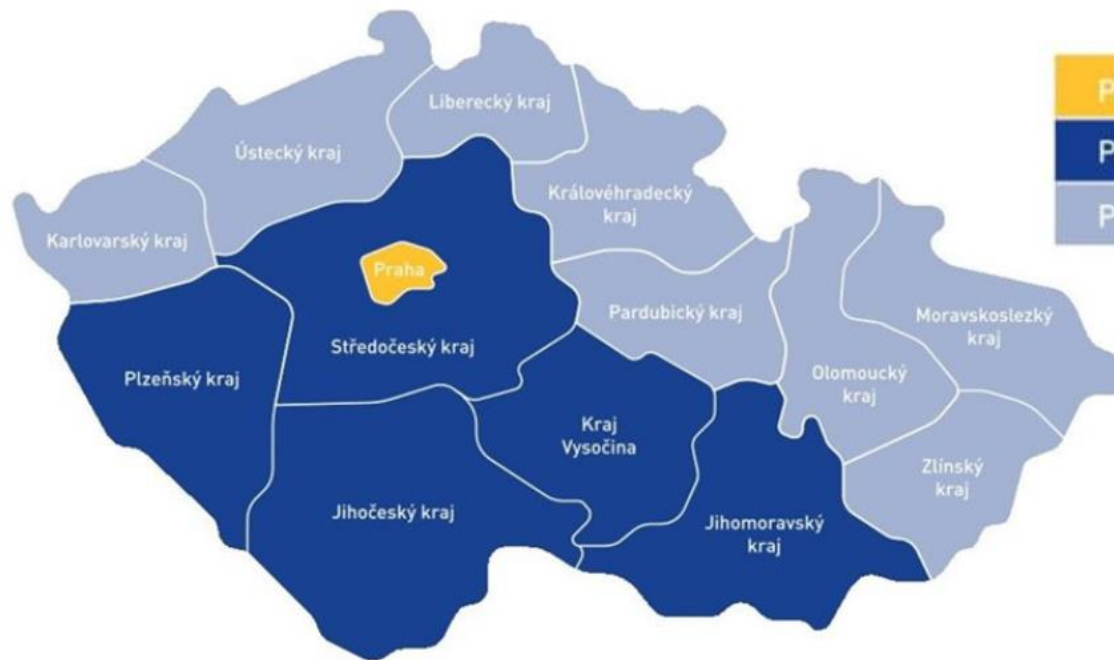 Liberecký kraj
Ústecký kraj
Královéhradecký
kraj
Karlovarský kraj
Praha
Pardubický kraj
Moravskoslezký
kraj
Středočeský kraj
Plzeňský kraj
Olomoucký
kraj
Kraj
Vysočina
Zlínský
kraj
Jihočeský kraj
Jihomoravský
kraj
P
P
P